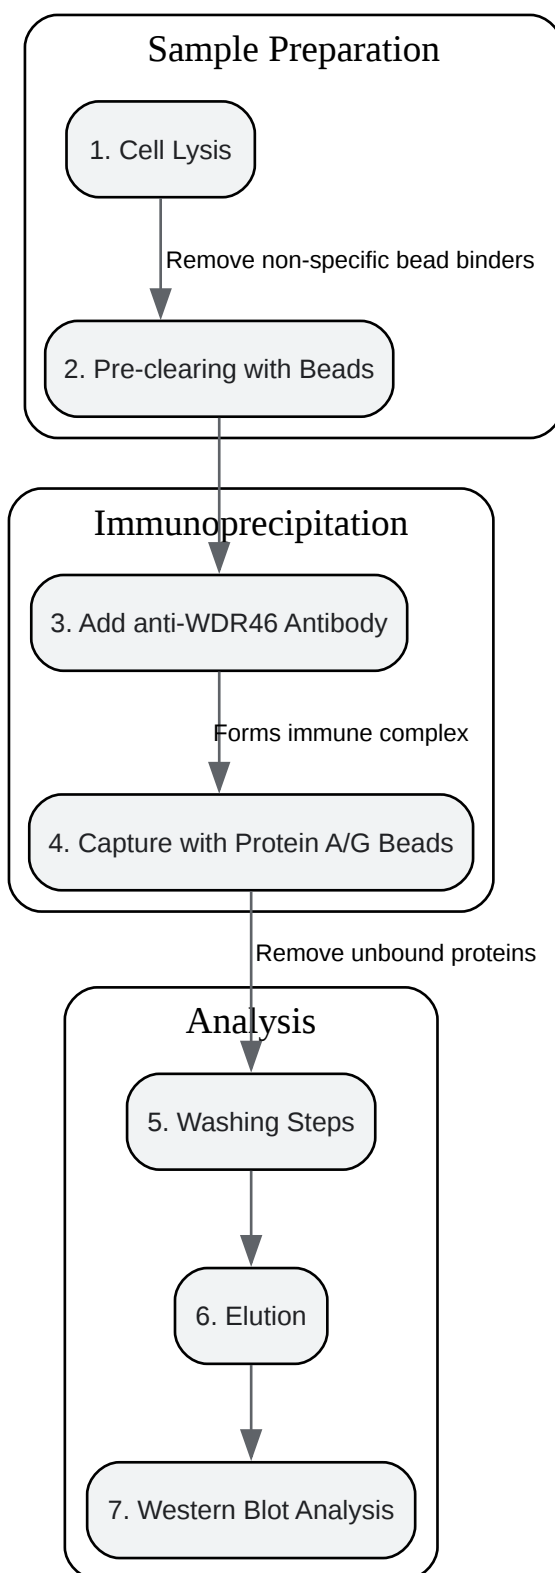 Sample Preparation
1. Cell Lysis
Remove non-specific bead binders
2. Pre-clearing with Beads
Immunoprecipitation
3. Add anti-WDR46 Antibody
Forms immune complex
4. Capture with Protein A/G Beads
Remove unbound proteins
Analysis
5. Washing Steps
6. Elution
7. Western Blot Analysis